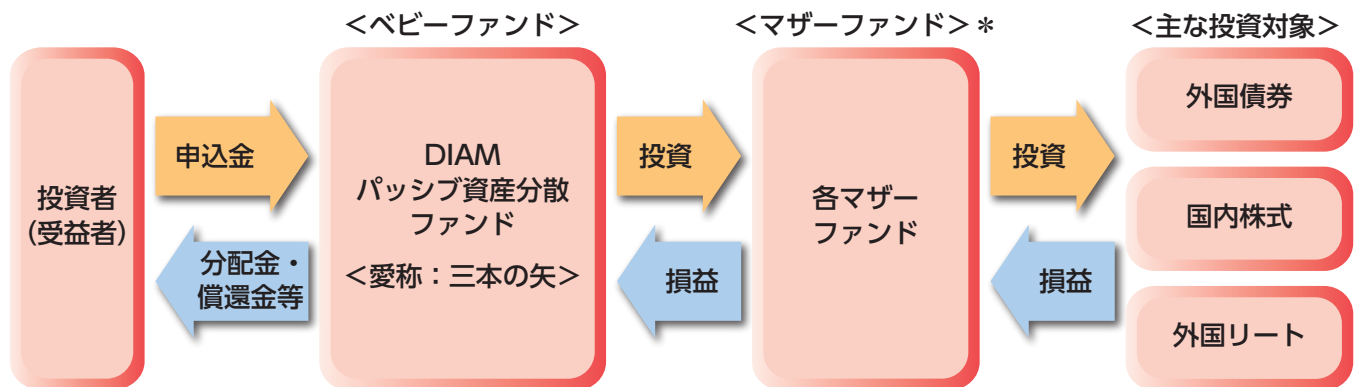 ＜ベビーファンド＞
＜マザーファンド＞＊
＜主な投資対象＞
投資者
(受益者)
申込金
分配金・
償還金等
DIAM
パッシブ資産分散
ファンド
＜愛称：三本の矢＞
投資
損益
各マザー
ファンド
投資
損益
外国債券
国内株式
外国リート